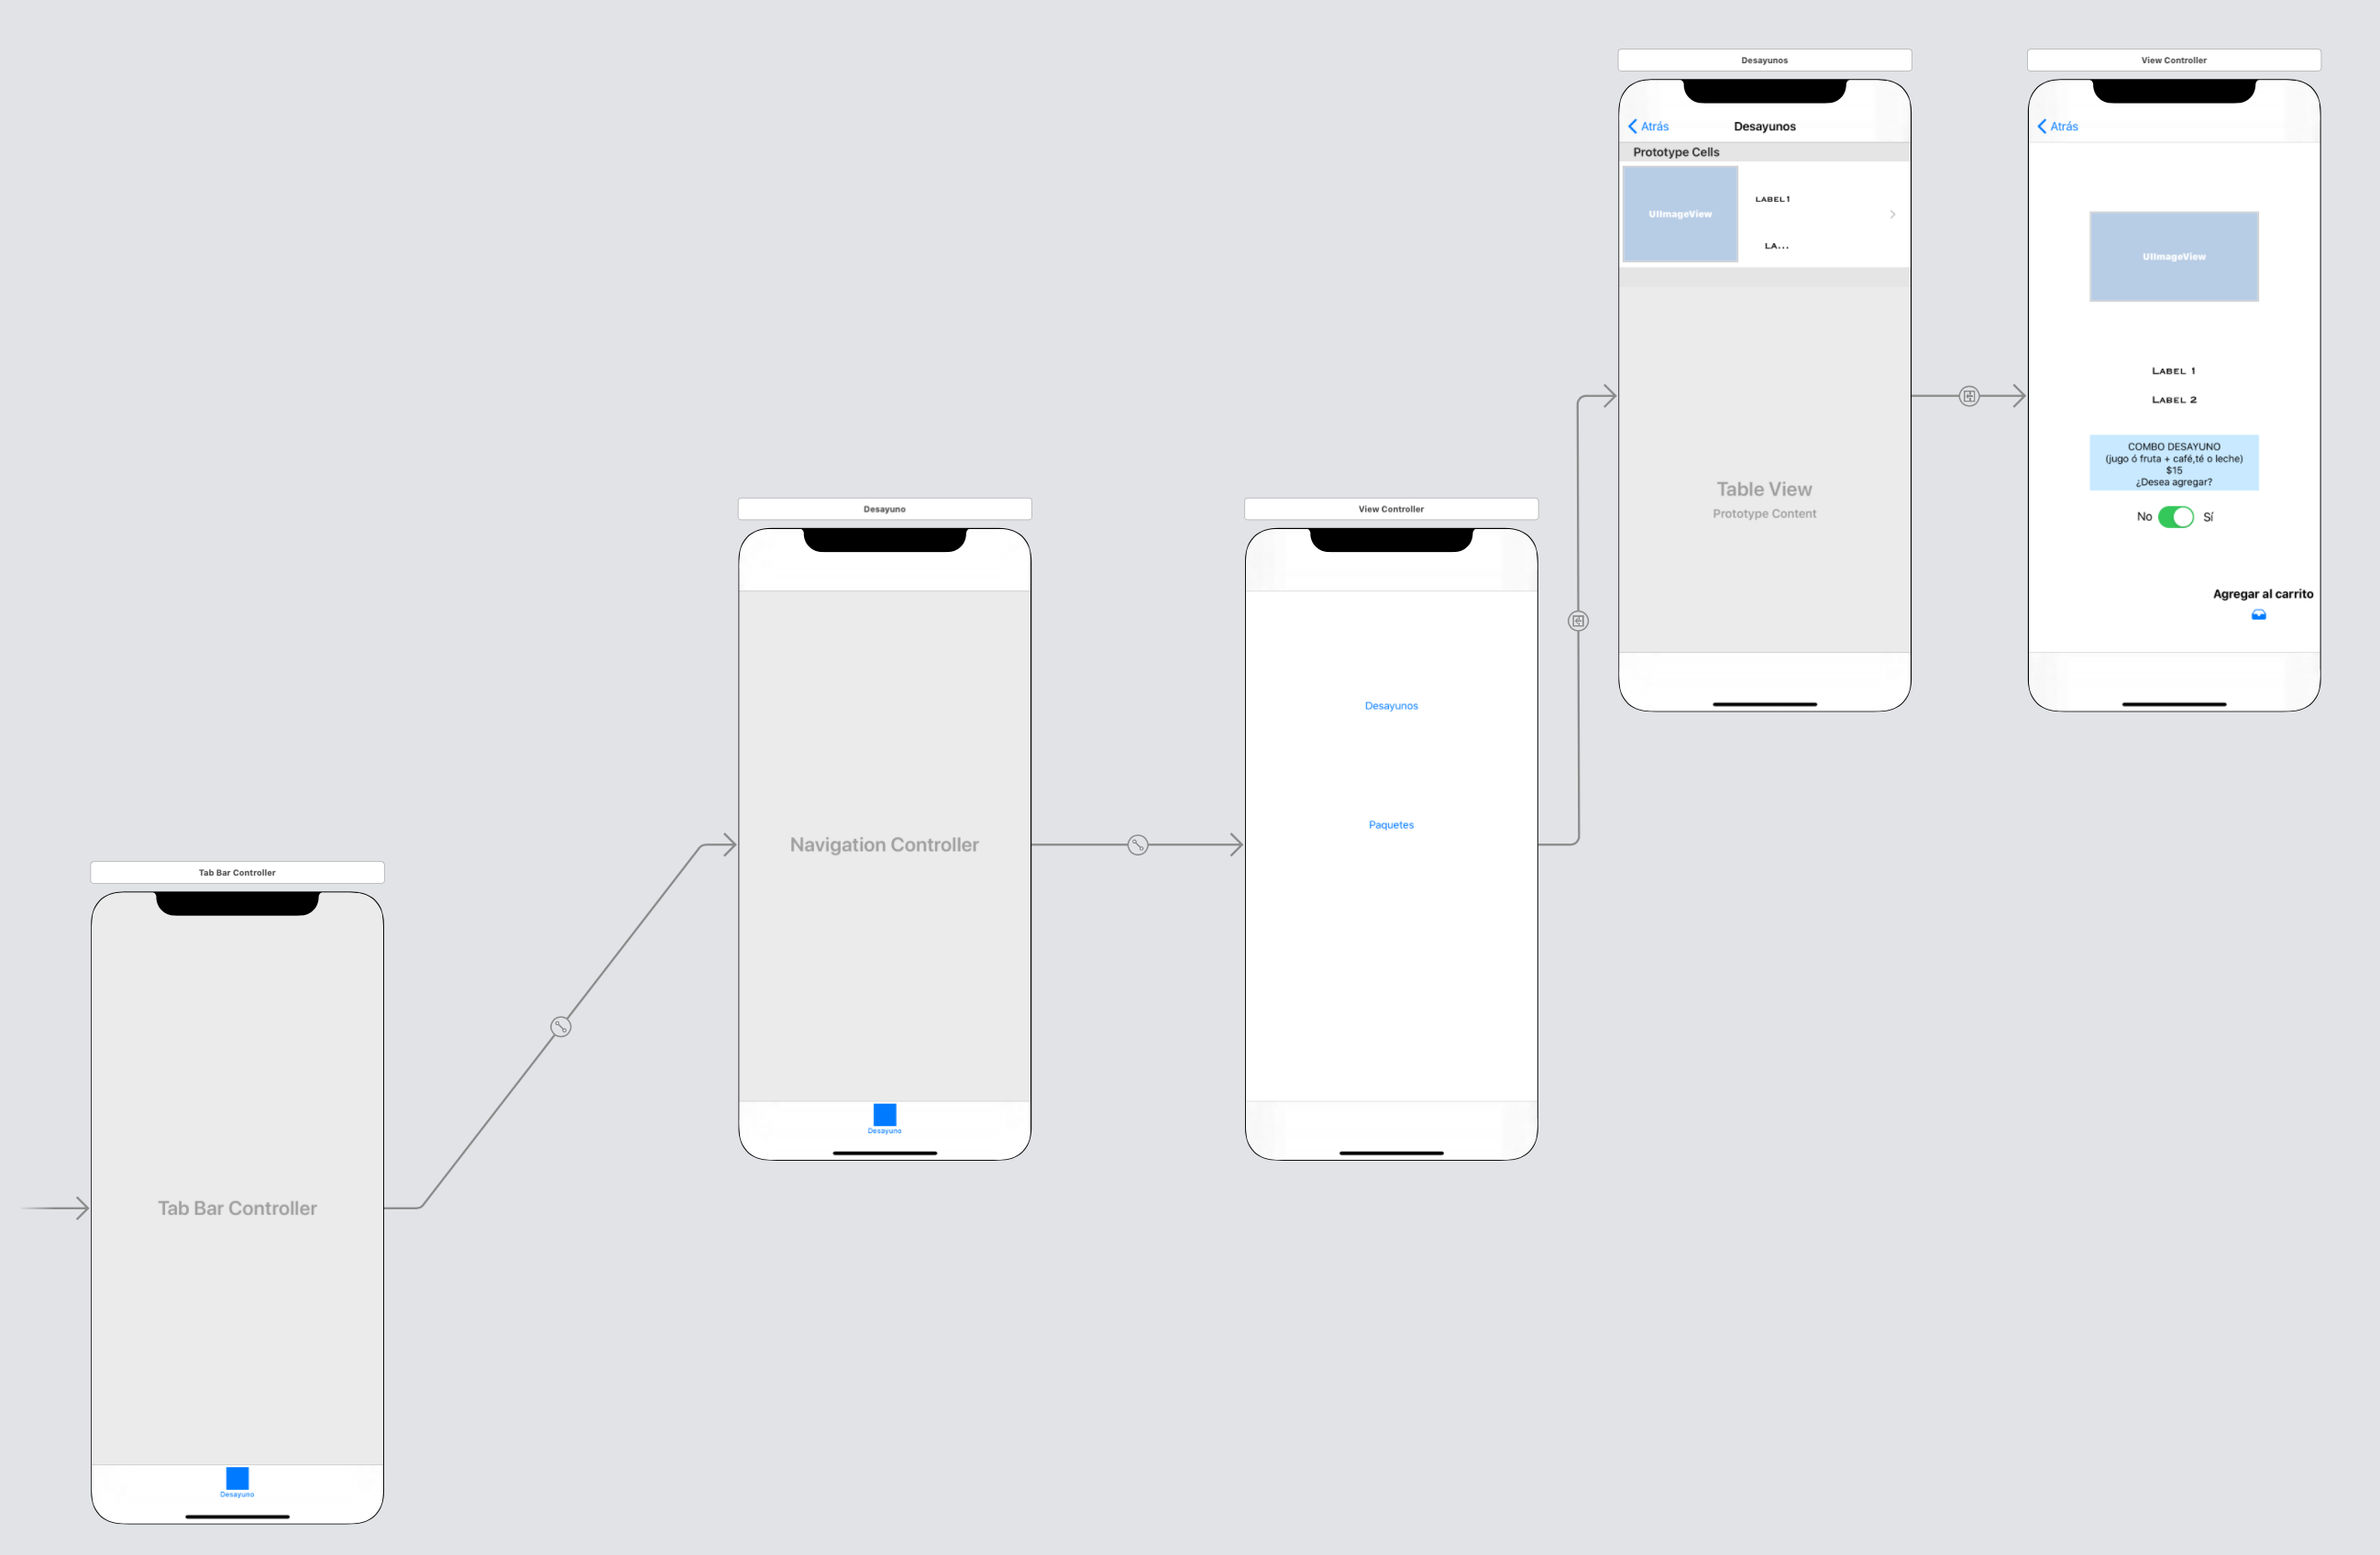 Tab Bar Controller
Tab Bar Controller
Desayuno
Desayuno
Navigation Controller
Desayuno
View Controller
Desayunos
Paquetes
Desayunos
Atrás
Desayunos
Prototype Cells
UIImageView
LABEL1
LA...
Table View
Prototype Content
View Controller
Atrás
UIImageView
LABEL 1
LABEL 2
COMBO DESAYUNO
(jugo ó fruta + café,té o leche)
$15
¿Desea agregar?
No
Sí
Agregar al carrito